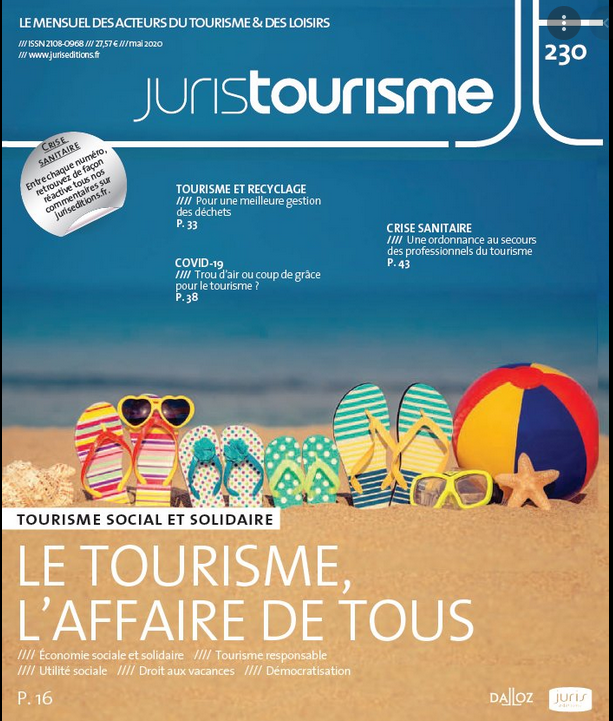 LE MENSUEL DES ACTEURS DU TOURISME & DES LOISIRS
/// ISSN 2108-0968 /// 27,57 € /// mai 2020
/// www.juriseditions.fr
230
juristourisme
CRISE
SANITAIRE
Entre chaque numéro,
retrouvez de façon
réactive tous nos
commentaires sur
juriseditions.fr.
TOURISME ET RECYCLAGE
//// Pour une meilleure gestion
des déchets
P. 33
CRISE SANITAIRE
//// Une ordonnance au secours
des professionnels du tourisme
P. 43
COVID-19
//// Trou d'air ou coup de grâce
pour le tourisme ?
P. 38
TOURISME SOCIAL ET SOLIDAIRE
LE TOURISME,
L'AFFAIRE DE TOUS
//// Économie sociale et solidaire //// Tourisme responsable
//// Utilité sociale //// Droit aux vacances //// Démocratisation
P. 16
DALLOZ
JURIS
editions